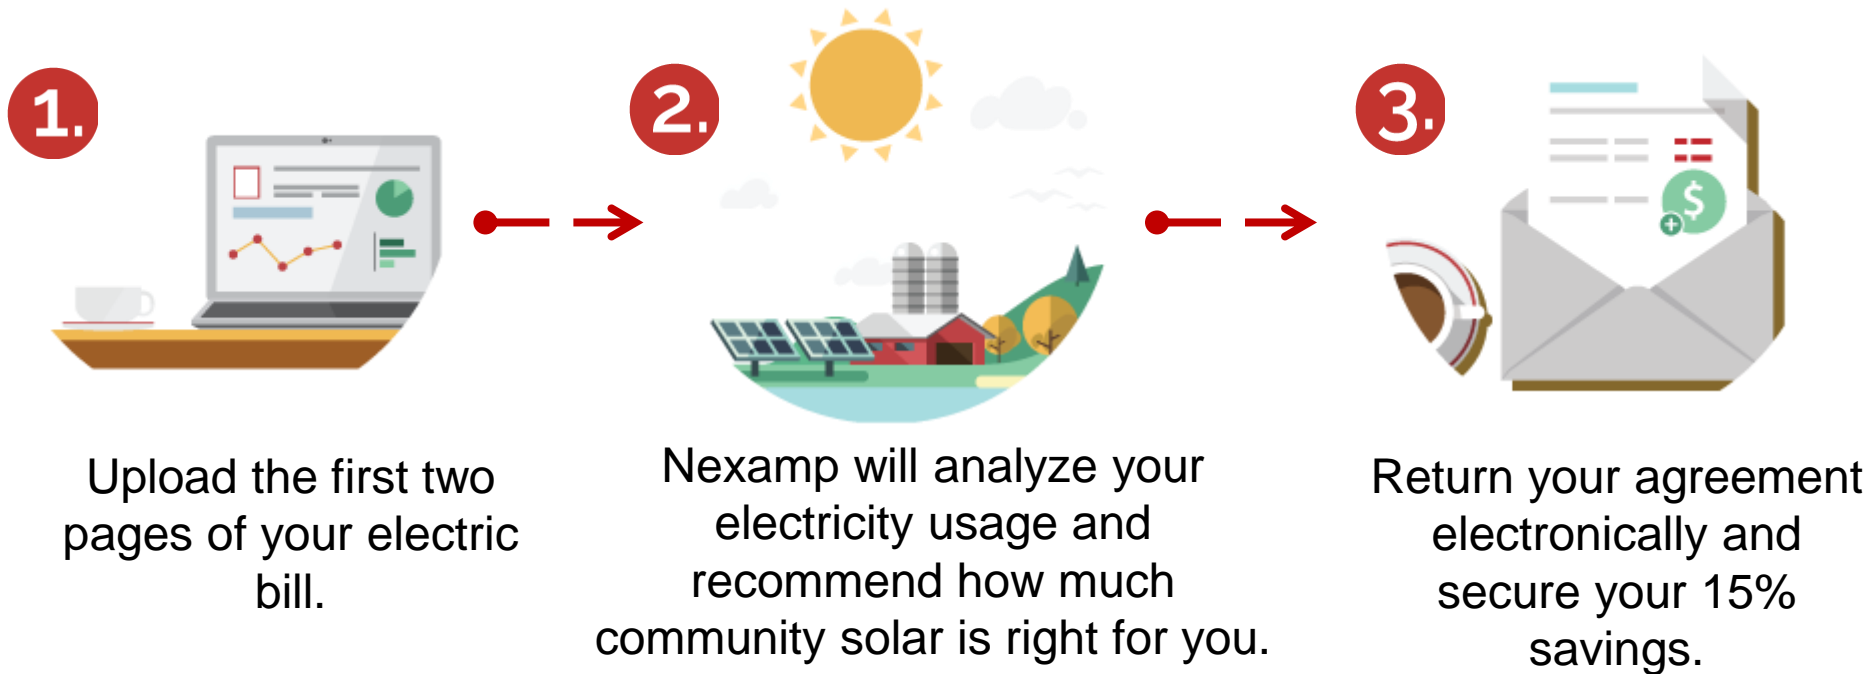 1.
Upload the first two
pages of your electric
bill.
2.
Nexamp will analyze your
electricity usage and
recommend how much
community solar is right for you.
3.
$
+
Return your agreement
electronically and
secure your 15%
savings.